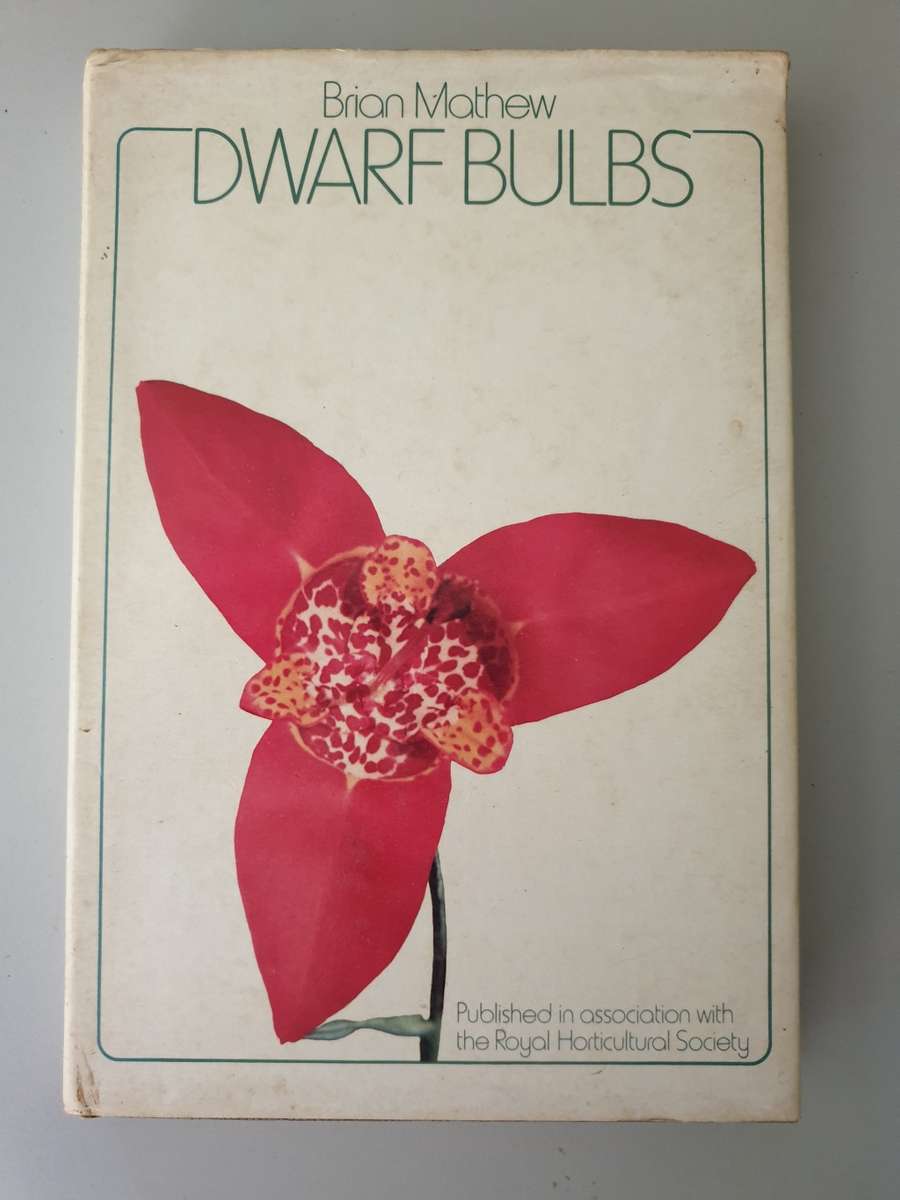 Brian Mathew
DWARF BULBS
Published in association with
the Royal Horticultural Society